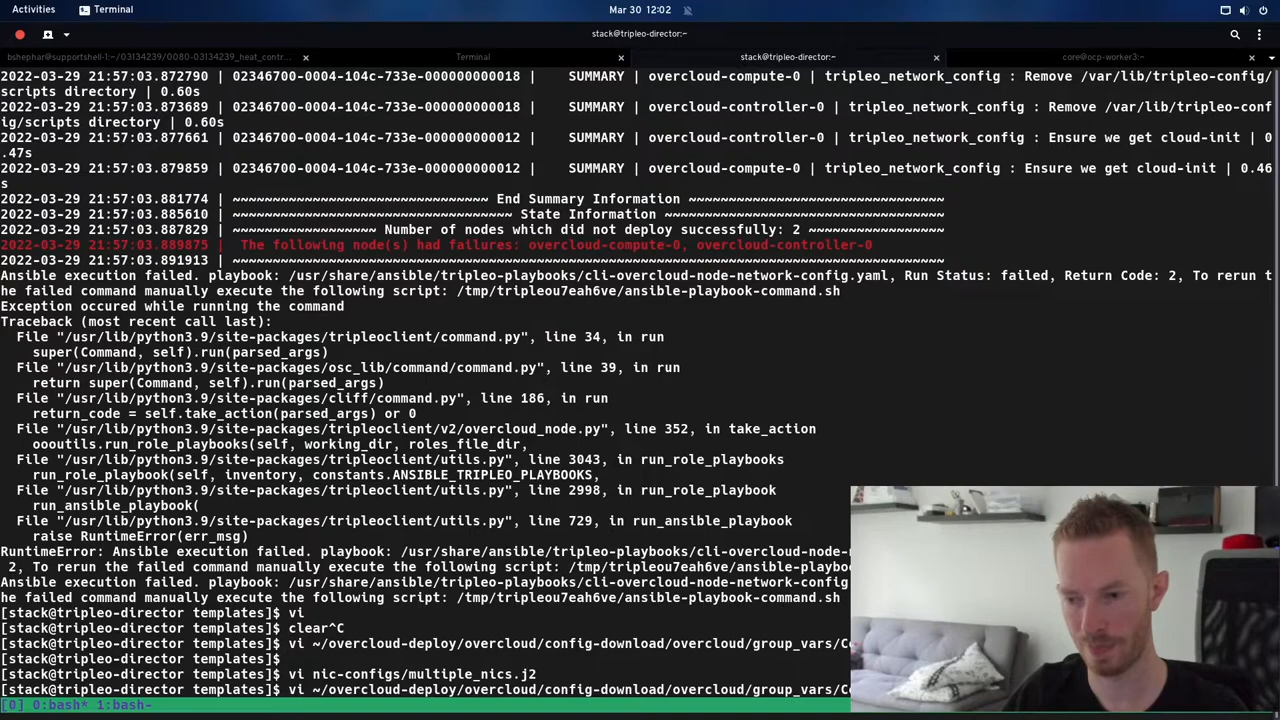 Activities
Terminal
Mar 30 12:02
stack@tripleo-director:~
bshephar@supportshell-1:~/03134239/0080-03134239_heat_contr...
Terminal
stack@tripleo-director:~
core@ocp-worker3:~
2022-03-29 21:57:03.872790 | 02346700-0004-104c-733e-000000000018 |    SUMMARY | overcloud-compute-0 | tripleo_network_config : Remove /var/lib/tripleo-config/
scripts directory | 0.60s
2022-03-29 21:57:03.873689 | 02346700-0004-104c-733e-000000000018 |    SUMMARY | overcloud-controller-0 | tripleo_network_config : Remove /var/lib/tripleo-conf
ig/scripts directory | 0.60s
2022-03-29 21:57:03.877661 | 02346700-0004-104c-733e-000000000012 |    SUMMARY | overcloud-controller-0 | tripleo_network_config : Ensure we get cloud-init | 0
.47s
2022-03-29 21:57:03.879859 | 02346700-0004-104c-733e-000000000012 |    SUMMARY | overcloud-compute-0 | tripleo_network_config : Ensure we get cloud-init | 0.46
s
2022-03-29 21:57:03.881774 | ~~~~~~~~~~~~~~~~~~~~~~~~~~~~~~~~ End Summary Information ~~~~~~~~~~~~~~~~~~~~~~~~~~~~~~~~
2022-03-29 21:57:03.885610 | ~~~~~~~~~~~~~~~~~~~~~~~~~~~~~~~~~~~ State Information ~~~~~~~~~~~~~~~~~~~~~~~~~~~~~~~~~~~
2022-03-29 21:57:03.887829 | ~~~~~~~~~~~~~~~~~~ Number of nodes which did not deploy successfully: 2 ~~~~~~~~~~~~~~~~~
2022-03-29 21:57:03.889875 |  The following node(s) had failures: overcloud-compute-0, overcloud-controller-0
2022-03-29 21:57:03.891913 | ~~~~~~~~~~~~~~~~~~~~~~~~~~~~~~~~~~~~~~~~~~~~~~~~~~~~~~~~~~~~~~~~~~~~~~~~~~~~~~~~~~~~~~~~~
Ansible execution failed. playbook: /usr/share/ansible/tripleo-playbooks/cli-overcloud-node-network-config.yaml, Run Status: failed, Return Code: 2, To rerun t
he failed command manually execute the following script: /tmp/tripleou7eah6ve/ansible-playbook-command.sh
Exception occured while running the command
Traceback (most recent call last):
  File "/usr/lib/python3.9/site-packages/tripleoclient/command.py", line 34, in run
    super(Command, self).run(parsed_args)
  File "/usr/lib/python3.9/site-packages/osc_lib/command/command.py", line 39, in run
    return super(Command, self).run(parsed_args)
  File "/usr/lib/python3.9/site-packages/cliff/command.py", line 186, in run
    return_code = self.take_action(parsed_args) or 0
  File "/usr/lib/python3.9/site-packages/tripleoclient/v2/overcloud_node.py", line 352, in take_action
    oooutils.run_role_playbooks(self, working_dir, roles_file_dir,
  File "/usr/lib/python3.9/site-packages/tripleoclient/utils.py", line 3043, in run_role_playbooks
    run_role_playbook(self, inventory, constants.ANSIBLE_TRIPLEO_PLAYBOOKS,
  File "/usr/lib/python3.9/site-packages/tripleoclient/utils.py", line 2998, in run_role_playbook
    run_ansible_playbook(
  File "/usr/lib/python3.9/site-packages/tripleoclient/utils.py", line 729, in run_ansible_playbook
    raise RuntimeError(err_msg)
RuntimeError: Ansible execution failed. playbook: /usr/share/ansible/tripleo-playbooks/cli-overcloud-node-n
 2, To rerun the failed command manually execute the following script: /tmp/tripleou7eah6ve/ansible-playboo
Ansible execution failed. playbook: /usr/share/ansible/tripleo-playbooks/cli-overcloud-node-network-config
he failed command manually execute the following script: /tmp/tripleou7eah6ve/ansible-playbook-command.sh
[stack@tripleo-director templates]$ vi
[stack@tripleo-director templates]$ clear^C
[stack@tripleo-director templates]$ vi ~/overcloud-deploy/overcloud/config-download/overcloud/group_vars/Co
[stack@tripleo-director templates]$
[stack@tripleo-director templates]$ vi nic-configs/multiple_nics.j2
[stack@tripleo-director templates]$ vi ~/overcloud-deploy/overcloud/config-download/overcloud/group_vars/Co
[0] 0:bash* 1:bash-